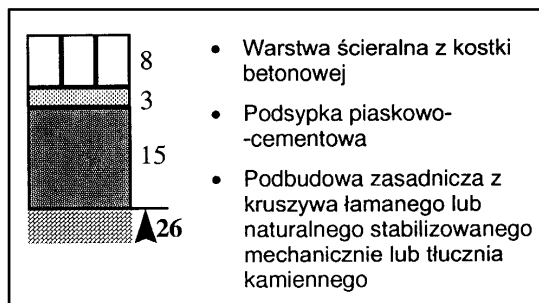 8
3
15
26
• Warstwa ścieralna z kostki
betonowej
• Podsypka piaskowo-
-cementowa
• Podbudowa zasadnicza z
kruszywa łamanego lub
naturalnego stabilizowanego
mechanicznie lub tłucznia
kamiennego